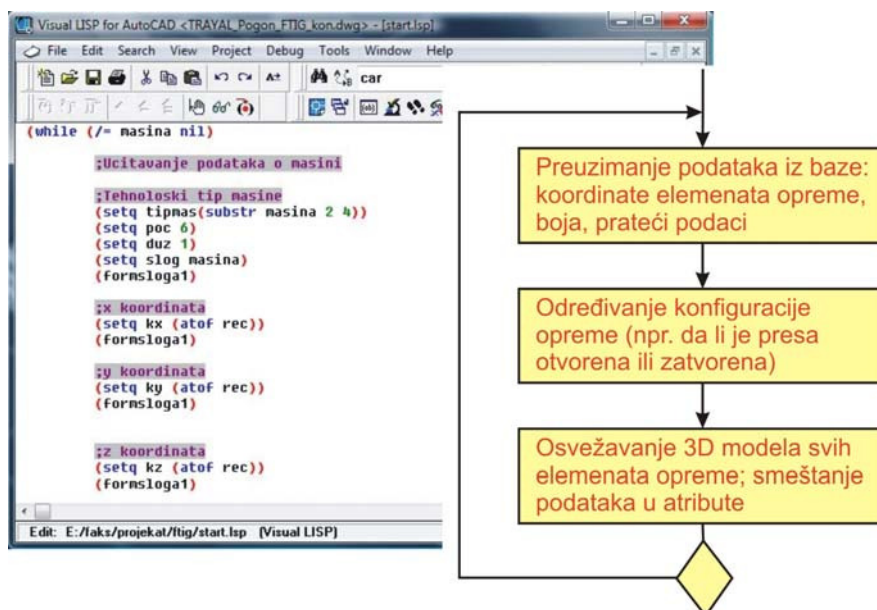 Visual LISP for AutoCAD <TRAYAL_Pogon_FTIG_kon.dwg> - [start.lsp]
File Edit Search View Project Debug Tools Window Help
car
(while (/= masina nil)
;Ucitavanje podataka o masini
;Tehnoloski tip masine
(setq tipmas(substr masina 2 4))
(setq poc 6)
(setq duz 1)
(setq slog masina)
(formsloga1)
;x koordinata
(setq kx (atof rec))
(formsloga1)
;y koordinata
(setq ky (atof rec))
(formsloga1)
;z koordinata
(setq kz (atof rec))
(formsloga1)
Edit: E:/faks/projekat/ftig/start.lsp (Visual LISP)
Preuzimanje podataka iz baze:
koordinate elemenata opreme,
boja, prateći podaci
Određivanje konfiguracije
opreme (npr. da li je presa
otvorena ili zatvorena)
Osvežavanje 3D modela svih
elemenata opreme; smeštanje
podataka u atribute